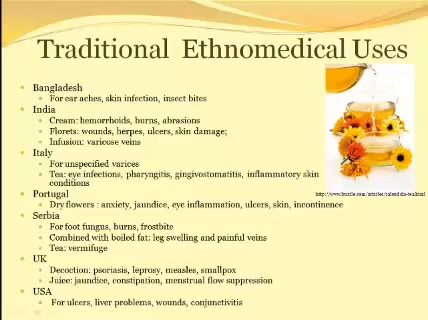 Traditional Ethnomedical Uses
Bangladesh
For ear aches, skin infection, insect bites
India
Cream: hemorrhoids, burns, abrasions
Florets: wounds, herpes, ulcers, skin damage;
Infusion: varicose veins
Italy
For unspecified varices
Tea: eye infections, pharyngitis, gingivostomatitis, inflammatory skin
conditions
http://www.buzzle.com/articles/calendula-tea.html
Portugal
Dry flowers : anxiety, jaundice, eye inflammation, ulcers, skin, incontinence
Serbia
For foot fungus, burns, frostbite
Combined with boiled fat: leg swelling and painful veins
Tea: vermifuge
UK
Decoction: psoriasis, leprosy, measles, smallpox
Juice: jaundice, constipation, menstrual flow suppression
USA
For ulcers, liver problems, wounds, conjunctivitis